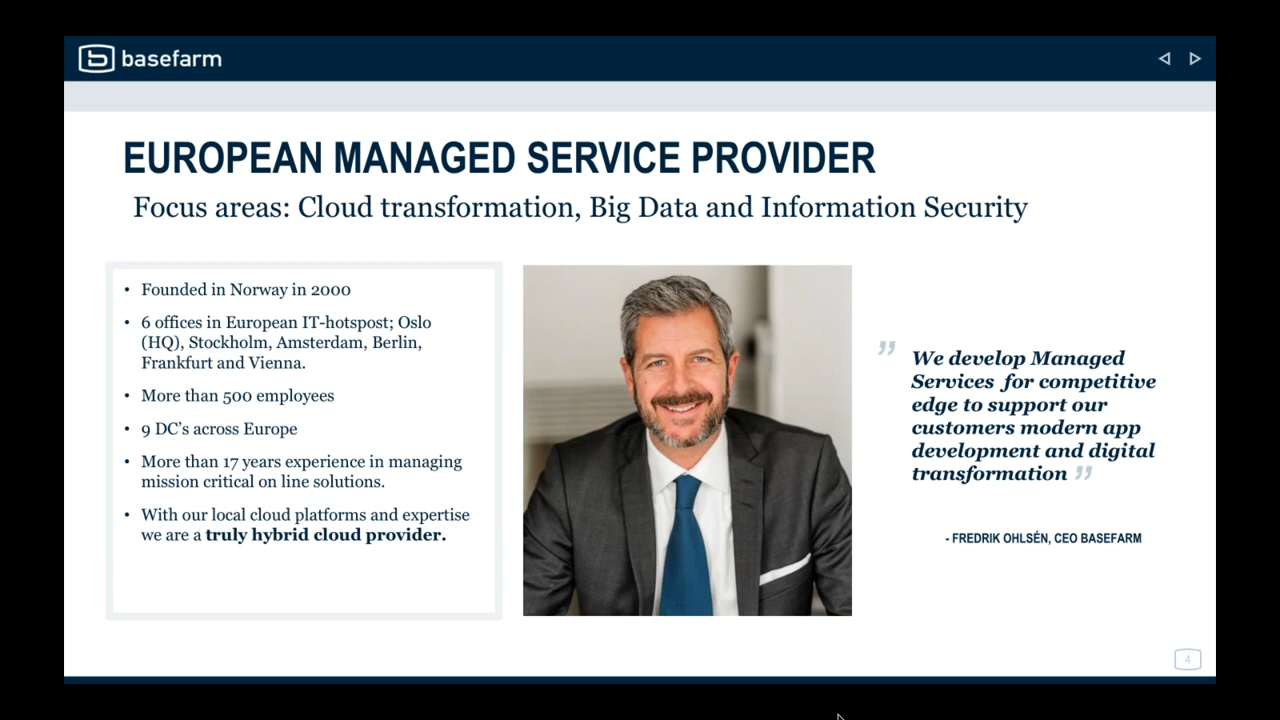 basefarm
EUROPEAN MANAGED SERVICE PROVIDER
Focus areas: Cloud transformation, Big Data and Information Security
• Founded in Norway in 2000
• 6 offices in European IT-hotspost; Oslo
(HQ), Stockholm, Amsterdam, Berlin,
Frankfurt and Vienna.
• More than 500 employees
• 9 DC’s across Europe
• More than 17 years experience in managing
mission critical on line solutions.
• With our local cloud platforms and expertise
we are a truly hybrid cloud provider.
” We develop Managed
Services for competitive
edge to support our
customers modern app
development and digital
transformation ”
- FREDRIK OHLSÉN, CEO BASEFARM
4